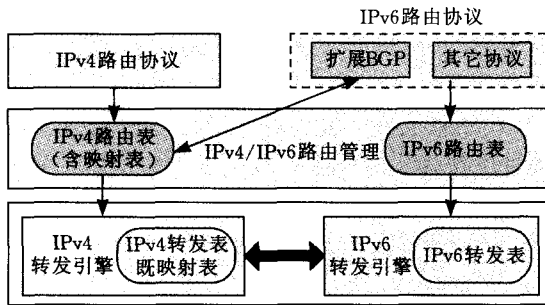 IPv6路由协议
IPv4路由协议
扩展BGP
其它协议
IPv4路由表
（含映射表）
IPv4/IPv6路由管理
IPv6路由表
IPv4
转发引擎
IPv4转发表
既映射表
IPv6
转发引擎
IPv6转发表